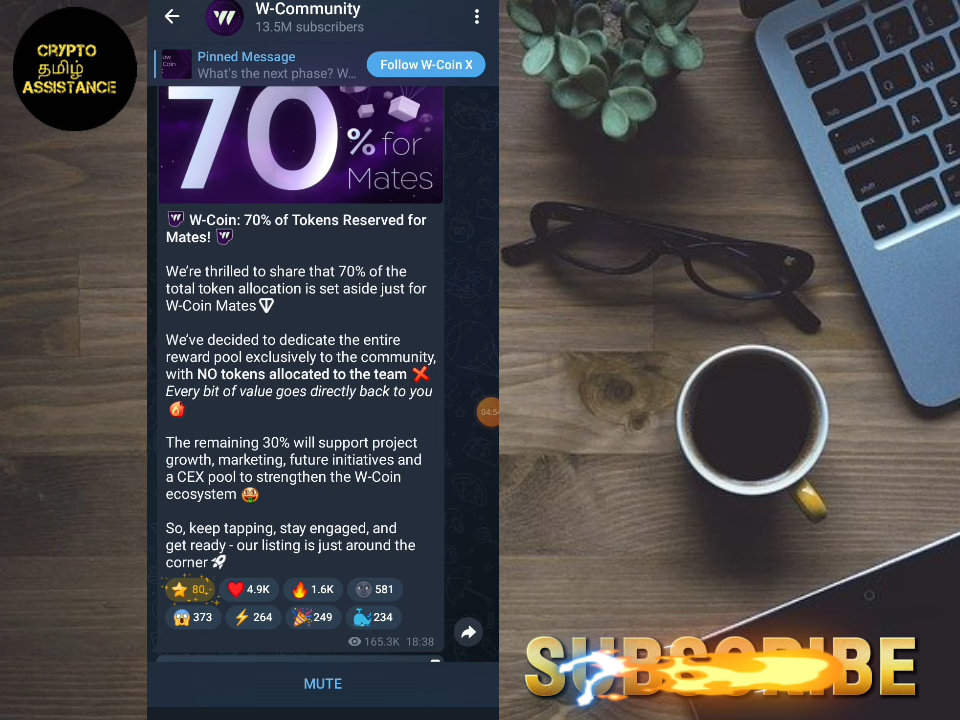 CRYPTO
தமிழ்
ASSISTANCE
W-Community
13.5M subscribers
Pinned Message
What's the next phase? W...
Follow W-Coin X
70% for
Mates
W-Coin: 70% of Tokens Reserved for
Mates!
We're thrilled to share that 70% of the
total token allocation is set aside just for
W-Coin Mates
We've decided to dedicate the entire
reward pool exclusively to the community,
with NO tokens allocated to the team ❌
Every bit of value goes directly back to you
🔥
The remaining 30% will support project
growth, marketing, future initiatives and
a CEX pool to strengthen the W-Coin
ecosystem 🤑
So, keep tapping, stay engaged, and
get ready - our listing is just around the
corner 🚀
⭐ 80 ❤️ 4.9K 🔥 1.6K 🌚 581
😱 373 ⚡ 264 🎉 249 🐳 234
165.3K 18:38
MUTE
SUBSCRIBE